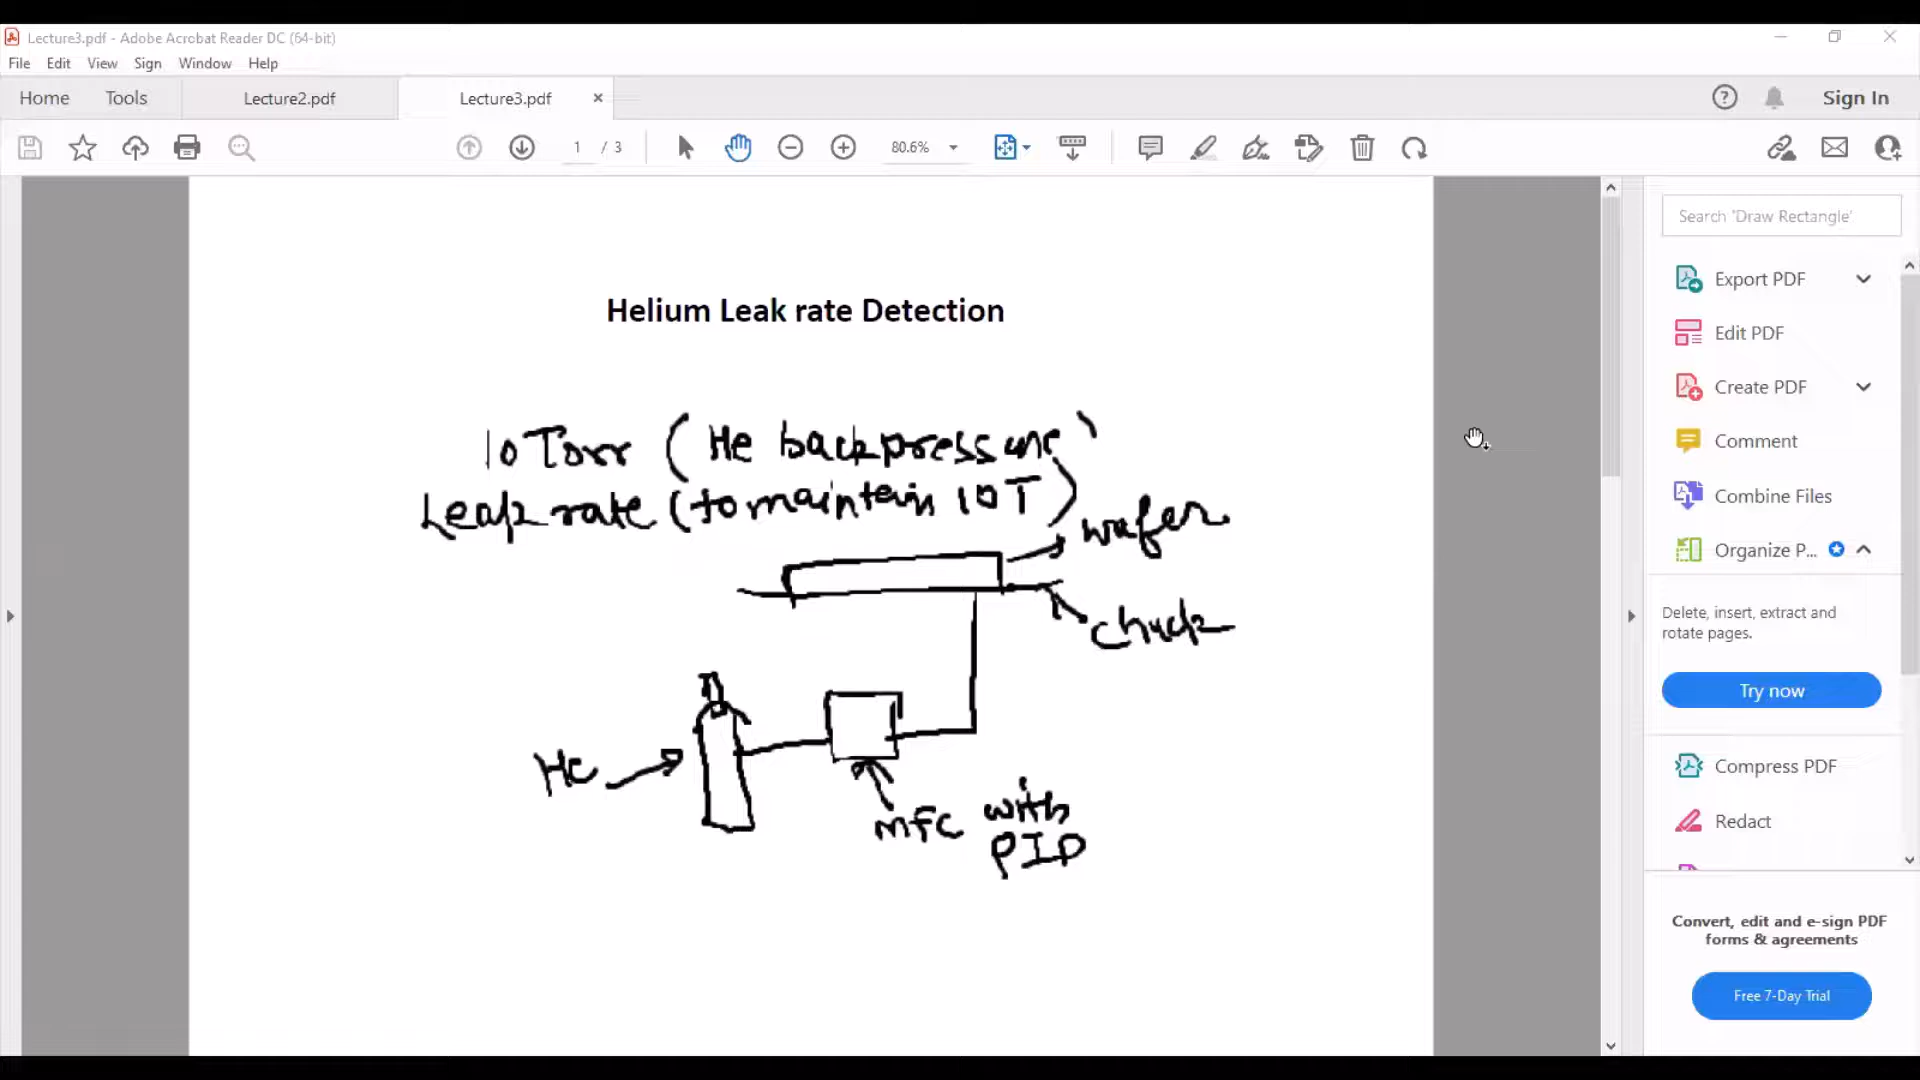 Lecture3.pdf - Adobe Acrobat Reader DC (64-bit)
File Edit View Sign Window Help
Home Tools Lecture2.pdf Lecture3.pdf Sign In
1 / 3 80.6%
Search 'Draw Rectangle'
Export PDF
Edit PDF
Create PDF
Comment
Combine Files
Organize P...
Delete, insert, extract and
rotate pages.
Try now
Compress PDF
Redact
Convert, edit and e-sign PDF
forms & agreements
Free 7-Day Trial
Helium Leak rate Detection
10 Torr (He backpressure)
Leak rate (to maintain 10T)
wafer
chuck
He
MFC with
PID